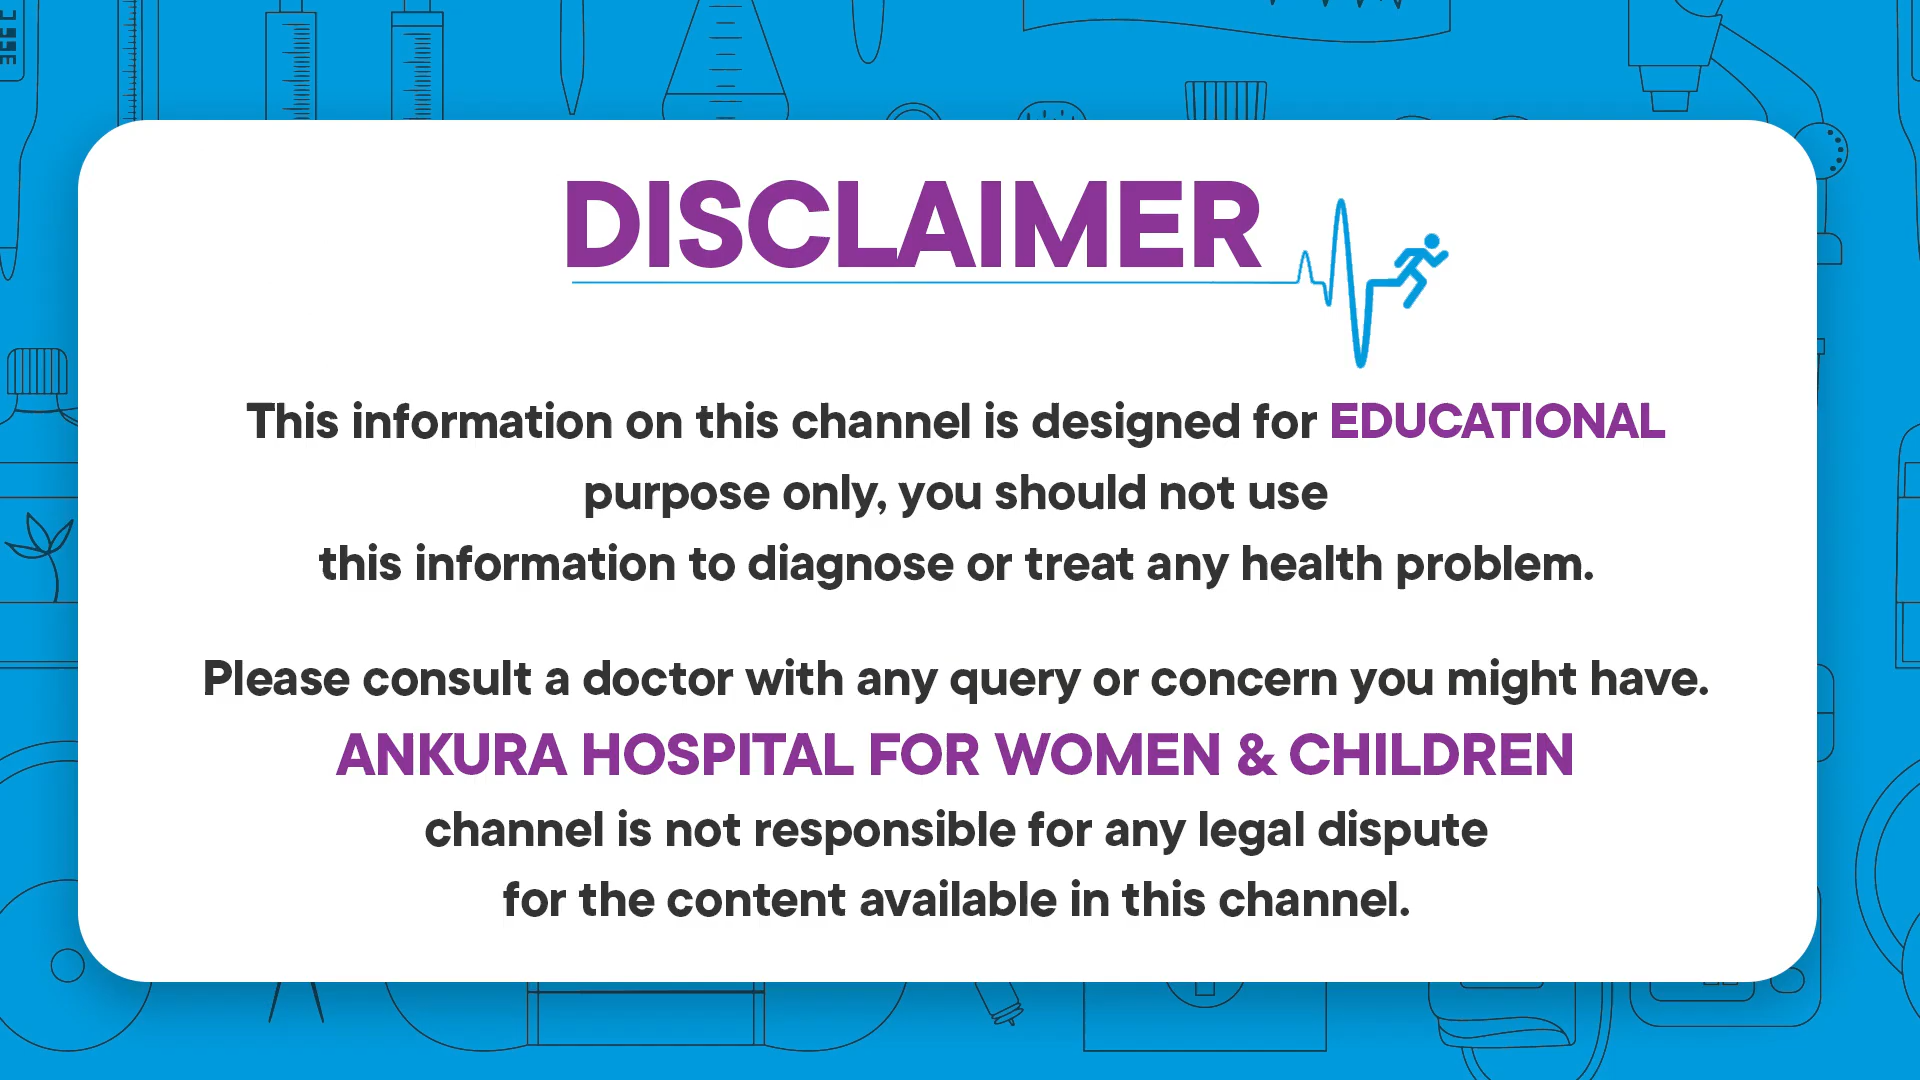 DISCLAIMER
This information on this channel is designed for EDUCATIONAL
purpose only, you should not use
this information to diagnose or treat any health problem.
Please consult a doctor with any query or concern you might have.
ANKURA HOSPITAL FOR WOMEN & CHILDREN
channel is not responsible for any legal dispute
for the content available in this channel.